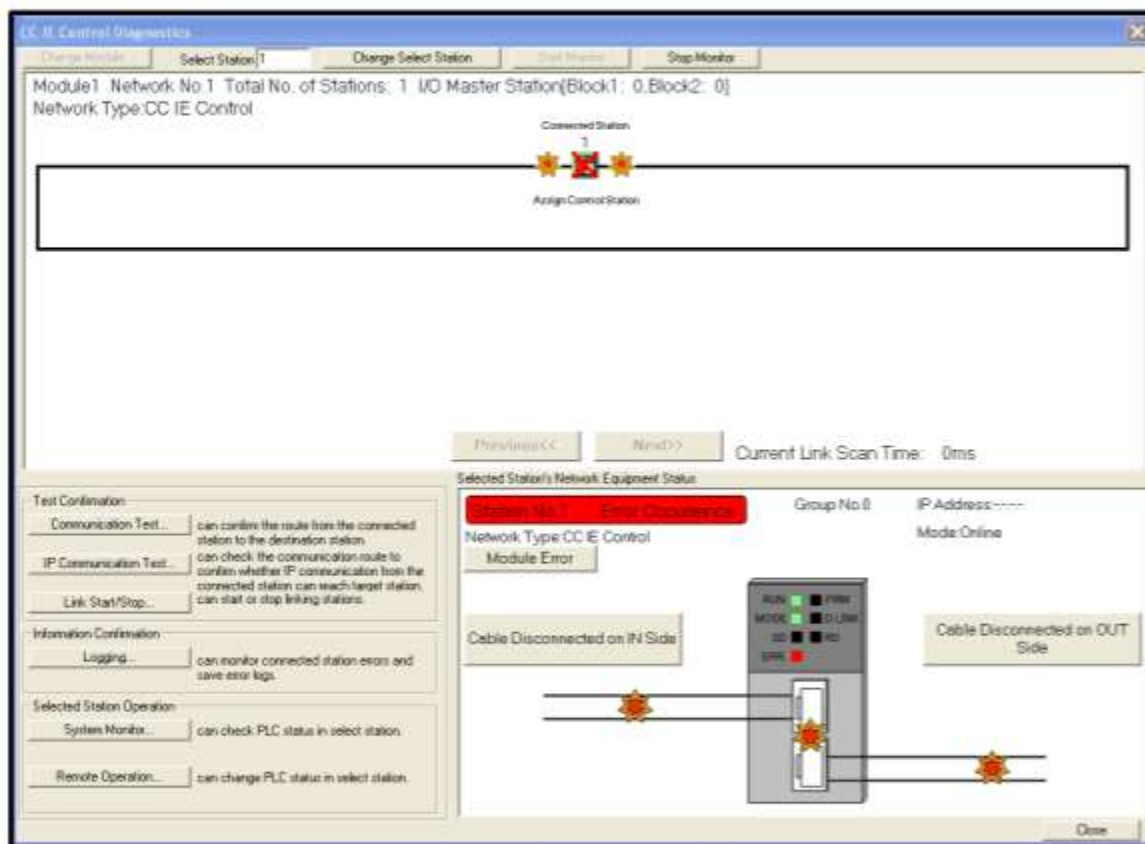 CC IE Control Diagnostics
Change Module... Select Station 1 Change Select Station Start Monitor Stop Monitor
Module1 Network No.1 Total No. of Stations: 1 I/O Master Station[Block1: 0,Block2: 0]
Network Type:CC IE Control
Connected Station
1
Assign Control Station
Previous<< Next>> Current Link Scan Time: 0ms
Test Confirmation
Communication Test... can confirm the route from the connected
station to the destination station.
IP Communication Test... can check the communication route to
confirm whether IP communication from the
connected station can reach target station.
Link Start/Stop... can start or stop linking stations.
Information Confirmation
Logging... can monitor connected station errors and
save error logs.
Selected Station Operation
System Monitor... can check PLC status in select station.
Remote Operation... can change PLC status in select station.
Selected Station's Network Equipment Status
Station No.1 Error Occurrence Group No.0 IP Address:----
Network Type:CC IE Control Mode:Online
Module Error
RUN PRM
MODE D LINK
SD RD
ERR.
Cable Disconnected on IN Side
Cable Disconnected on OUT
Side
Close